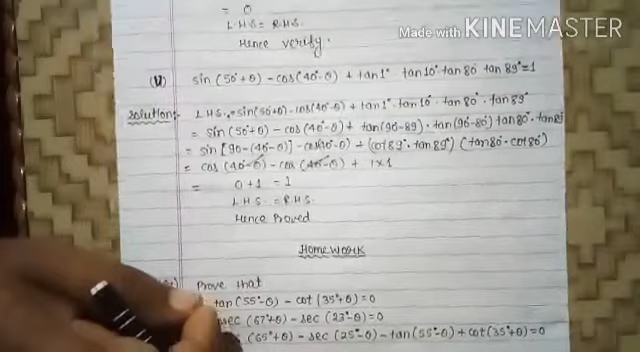 = 0
L.H.S = R.H.S.
Hence verify.
Made with KINEMASTER
(v) sin (50°+θ) - cos(40°-θ) + tan1° tan10° tan80° tan89° = 1
Solution:- L.H.S. = sin(50°+θ) - cos(40°-θ) + tan1° · tan10° · tan80° · tan89°
= sin(50°+θ) - cos(40°-θ) + tan(90-89) · tan(90-80) tan80° · tan89
= sin [90-(40-θ)] - cos(40-θ) + (cot89° · tan89°) (tan80° · cot80°)
= cos(40-θ) - cos(40-θ) + 1×1
= 0+1 = 1
L.H.S. = R.H.S.
Hence Proved
HOMEWORK
Prove that
tan(55°-θ) - cot(35°+θ) = 0
sec (67°+θ) - sec (23°-θ) = 0
(65°+θ) - sec (25°-θ) - tan(55°-θ) + cot(35°+θ) = 0